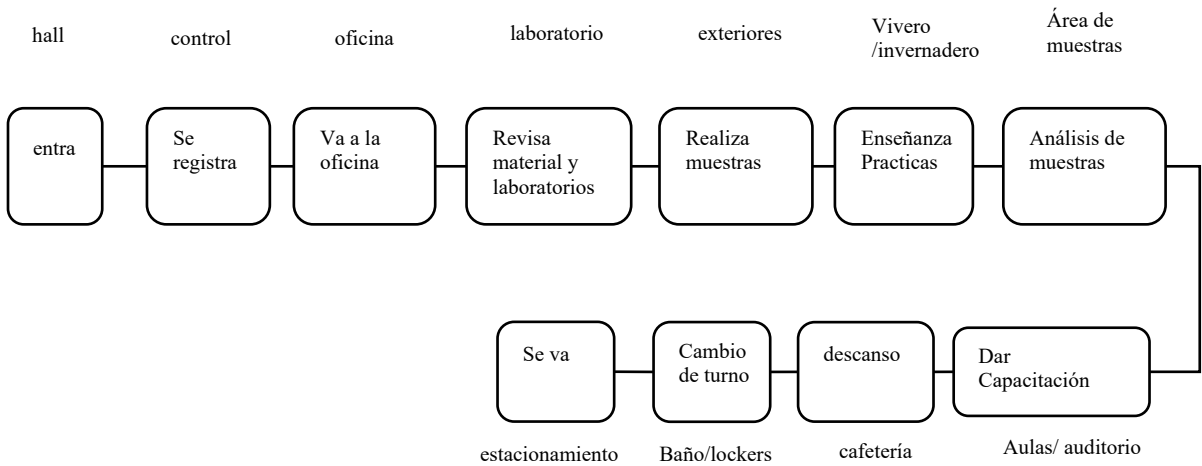 hall
control
oficina
laboratorio
exteriores
Vivero
/invernadero
Área de
muestras
entra
Se
registra
Va a la
oficina
Revisa
material y
laboratorios
Realiza
muestras
Enseñanza
Practicas
Análisis de
muestras
Se va
Cambio
de turno
descanso
Dar
Capacitación
estacionamiento
Baño/lockers
cafetería
Aulas/ auditorio